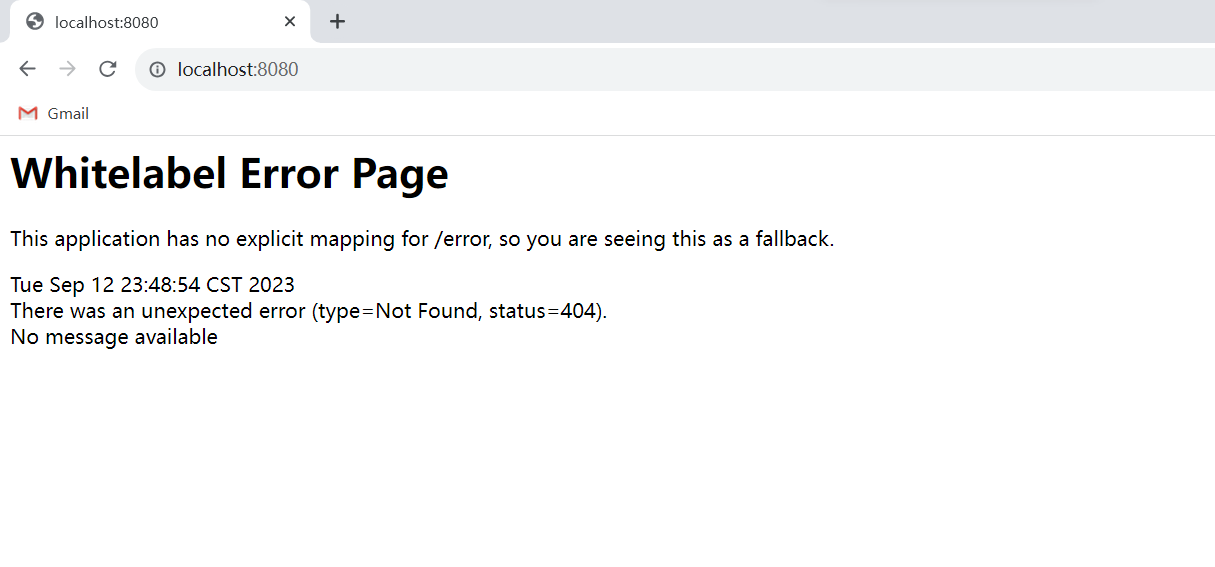 localhost:8080
localhost:8080
Gmail
Whitelabel Error Page
This application has no explicit mapping for /error, so you are seeing this as a fallback.
Tue Sep 12 23:48:54 CST 2023
There was an unexpected error (type=Not Found, status=404).
No message available